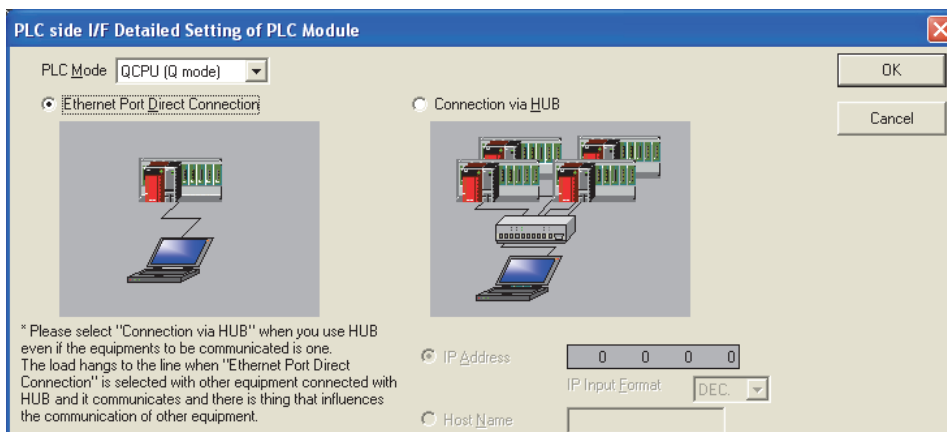 PLC side I/F Detailed Setting of PLC Module
PLC Mode QCPU (Q mode)
OK
Ethernet Port Direct Connection
Connection via HUB
Cancel
* Please select "Connection via HUB" when you use HUB
even if the equipments to be communicated is one.
The load hangs to the line when "Ethernet Port Direct
Connection" is selected with other equipment connected with
HUB and it communicates and there is thing that influences
the communication of other equipment.
IP Address 0 0 0 0
IP Input Format DEC.
Host Name